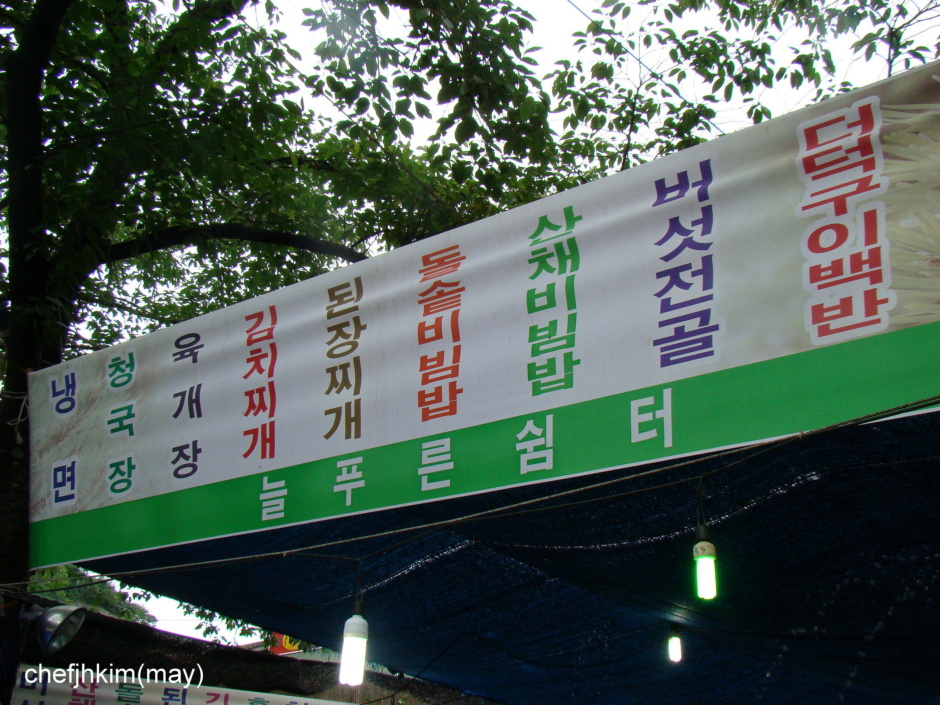 냉면
청국장
육개장
김치찌개
된장찌개
돌솥비빔밥
산채비빔밥
버섯전골
더덕구이백반
늘푸른쉼터
chefjhkim(may)